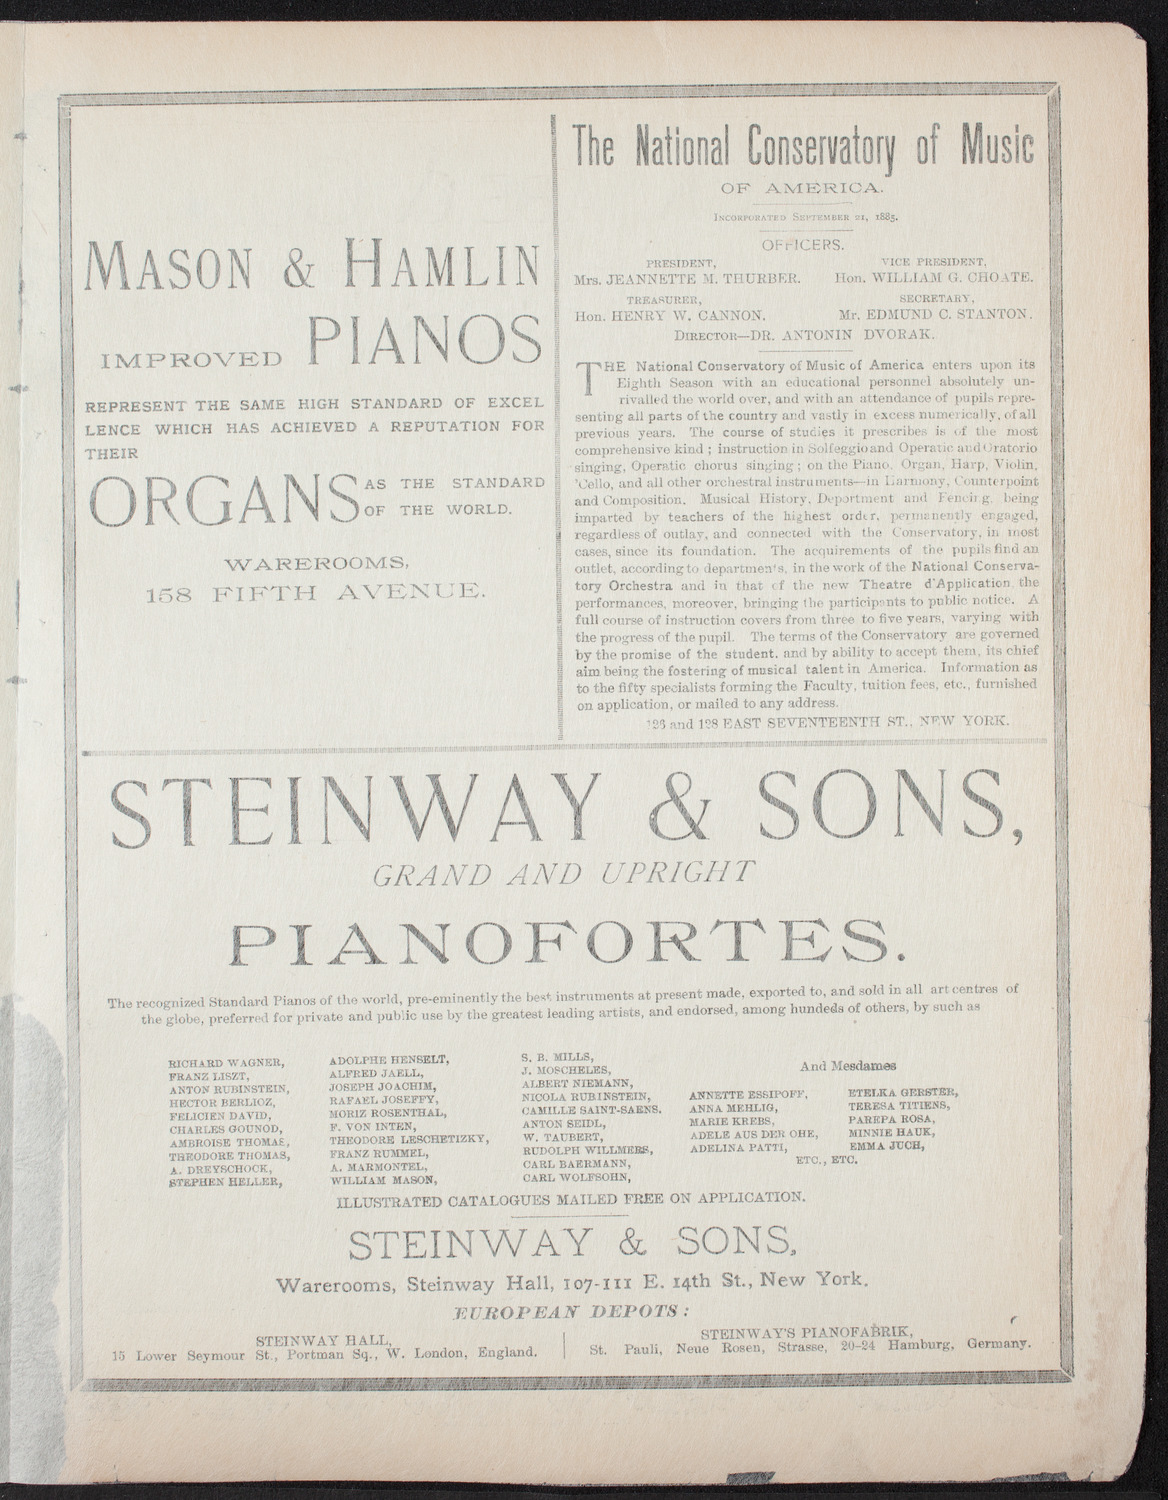 MASON & HAMLIN
IMPROVED PIANOS
REPRESENT THE SAME HIGH STANDARD OF EXCEL
LENCE WHICH HAS ACHIEVED A REPUTATION FOR
THEIR
ORGANS AS THE STANDARD
OF THE WORLD.
WAREROOMS,
158 FIFTH AVENUE.
The National Conservatory of Music
OF AMERICA.
INCORPORATED SEPTEMBER 21, 1885.
OFFICERS.
PRESIDENT, VICE PRESIDENT,
Mrs. JEANNETTE M. THURBER. Hon. WILLIAM G. CHOATE.
TREASURER, SECRETARY,
Hon. HENRY W. CANNON. Mr. EDMUND C. STANTON.
DIRECTOR—DR. ANTONIN DVORAK.
THE National Conservatory of Music of America enters upon its
Eighth Season with an educational personnel absolutely un-
rivalled the world over, and with an attendance of pupils repre-
senting all parts of the country and vastly in excess numerically, of all
previous years. The course of studies it prescribes is of the most
comprehensive kind ; instruction in Solfeggio and Operatic and Oratorio
singing, Operatic chorus singing ; on the Piano, Organ, Harp, Violin,
'Cello, and all other orchestral instruments—in Harmony, Counterpoint
and Composition. Musical History, Deportment and Fencing, being
imparted by teachers of the highest order, permanently engaged,
regardless of outlay, and connected with the Conservatory, in most
cases, since its foundation. The acquirements of the pupils find an
outlet, according to departments, in the work of the National Conserva-
tory Orchestra and in that of the new Theatre d'Application, the
performances, moreover, bringing the participants to public notice. A
full course of instruction covers from three to five years, varying with
the progress of the pupil. The terms of the Conservatory are governed
by the promise of the student, and by ability to accept them, its chief
aim being the fostering of musical talent in America. Information as
to the fifty specialists forming the Faculty, tuition fees, etc., furnished
on application, or mailed to any address.
126 and 128 EAST SEVENTEENTH ST., NEW YORK.
STEINWAY & SONS,
GRAND AND UPRIGHT
PIANOFORTES.
The recognized Standard Pianos of the world, pre-eminently the best instruments at present made, exported to, and sold in all art centres of
the globe, preferred for private and public use by the greatest leading artists, and endorsed, among hundeds of others, by such as
RICHARD WAGNER,
FRANZ LISZT,
ANTON RUBINSTEIN,
HECTOR BERLIOZ,
FELICIEN DAVID,
CHARLES GOUNOD,
AMBROISE THOMAS,
THEODORE THOMAS,
A. DREYSCHOCK,
STEPHEN HELLER,
ADOLPHE HENSELT,
ALFRED JAELL,
JOSEPH JOACHIM,
RAFAEL JOSEFFY,
MORIZ ROSENTHAL,
F. VON INTEN,
THEODORE LESCHETIZKY,
FRANZ RUMMEL,
A. MARMONTEL,
WILLIAM MASON,
S. B. MILLS,
J. MOSCHELES,
ALBERT NIEMANN,
NICOLA RUBINSTEIN,
CAMILLE SAINT-SAENS.
ANTON SEIDL,
W. TAUBERT,
RUDOLPH WILLMERS,
CARL BAERMANN,
CARL WOLFSOHN,
And Mesdames
ANNETTE ESSIPOFF,
ANNA MEHLIG,
MARIE KREBS,
ADELE AUS DER OHE,
ADELINA PATTI,
ETELKA GERSTER,
TERESA TITIENS,
PAREPA ROSA,
MINNIE HAUK,
EMMA JUCH,
ETC., ETC.
ILLUSTRATED CATALOGUES MAILED FREE ON APPLICATION.
STEINWAY & SONS,
Warerooms, Steinway Hall, 107-111 E. 14th St., New York.
EUROPEAN DEPOTS:
STEINWAY HALL,
15 Lower Seymour St., Portman Sq., W. London, England.
STEINWAY'S PIANOFABRIK,
St. Pauli, Neue Rosen, Strasse, 20-24 Hamburg, Germany.